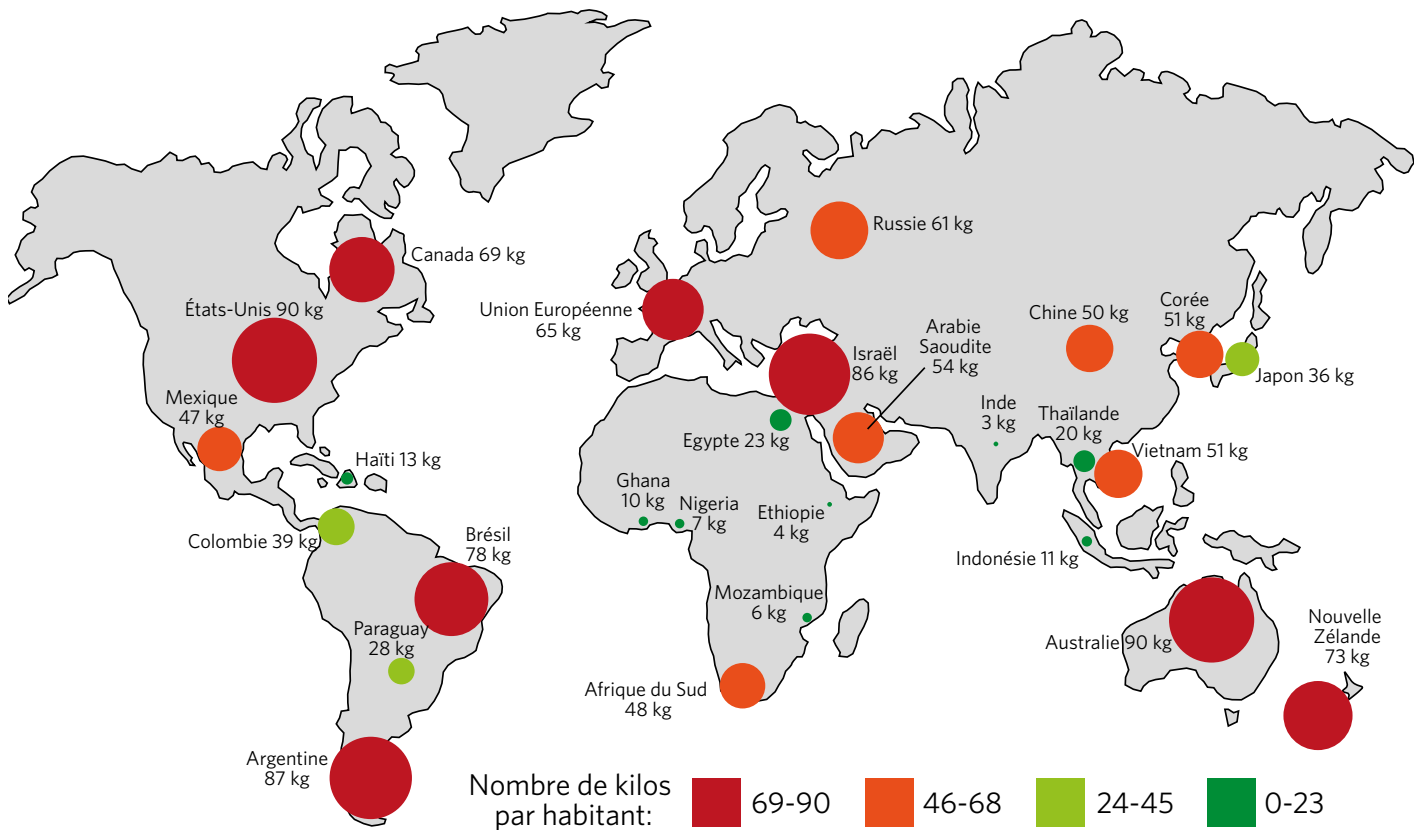 Russie 61 kg
Canada 69 kg
États-Unis 90 kg
Union Européenne
65 kg
Chine 50 kg
Corée
51 kg
Arabie
Saoudite
54 kg
Israël
86 kg
Japon 36 kg
Mexique
47 kg
Inde
3 kg
Thaïlande
20 kg
Egypte 23 kg
Vietnam 51 kg
Haïti 13 kg
Ghana
10 kg
Nigeria
7 kg
Ethiopie
4 kg
Colombie 39 kg
Brésil
78 kg
Indonésie 11 kg
Mozambique
6 kg
Paraguay
28 kg
Australie 90 kg
Nouvelle
Zélande
73 kg
Afrique du Sud
48 kg
Argentine
87 kg
Nombre de kilos
par habitant:
69-90
46-68
24-45
0-23